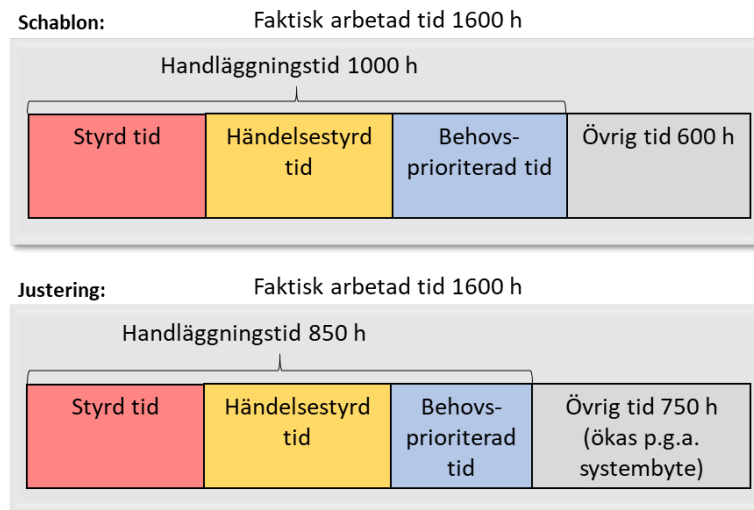 Schablon:
Faktisk arbetad tid 1600 h
Handläggningstid 1000 h
Styrd tid
Händelsestyrd
tid
Behovs-
prioriterad tid
Övrig tid 600 h
Justering:
Faktisk arbetad tid 1600 h
Handläggningstid 850 h
Styrd tid
Händelsestyrd
tid
Behovs-
prioriterad
tid
Övrig tid 750 h
(ökas p.g.a.
systembyte)